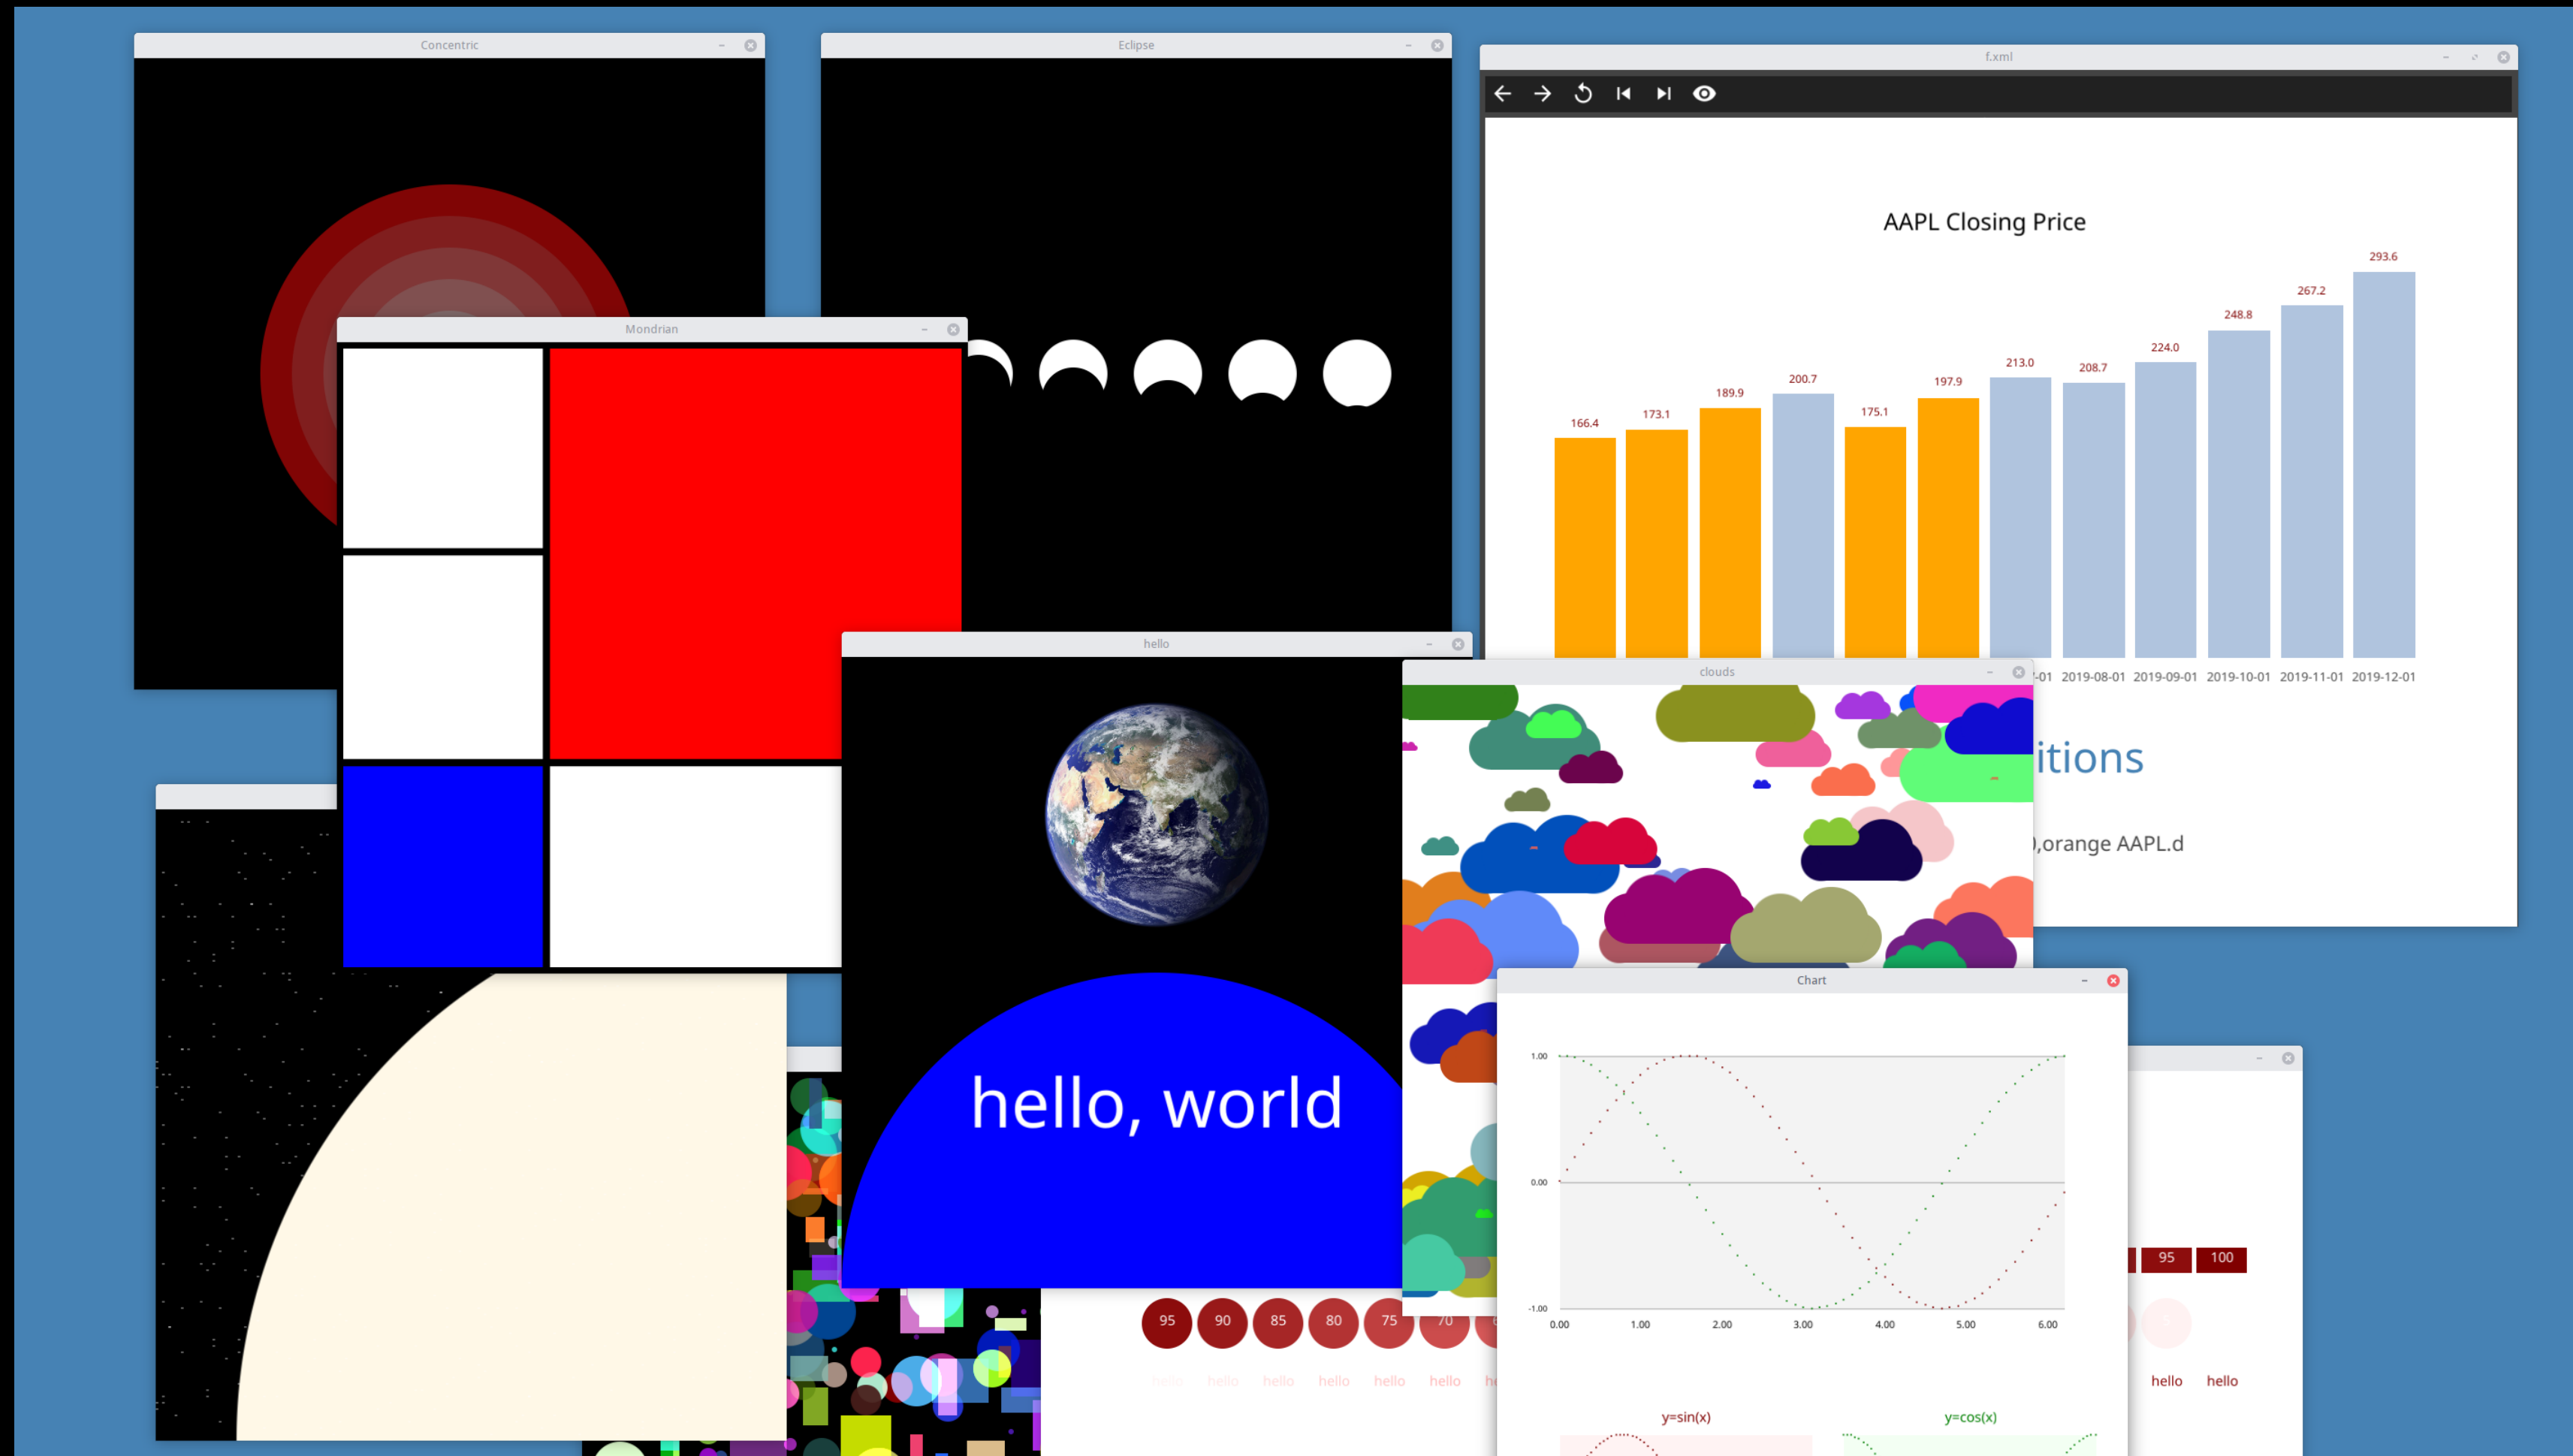 Concentric
Eclipse
f.xml
AAPL Closing Price
293.6
267.2
248.8
224.0
213.0
208.7
200.7
197.9
189.9
175.1
173.1
166.4
-01 2019-08-01 2019-09-01 2019-10-01 2019-11-01 2019-12-01
itions
,orange AAPL.d
Mondrian
hello
hello, world
clouds
Chart
1.00
0.00
-1.00
0.00 1.00 2.00 3.00 4.00 5.00 6.00
y=sin(x) y=cos(x)
95 100
95 90 85 80 75 70
hello hello hello hello hello hello he
hello hello